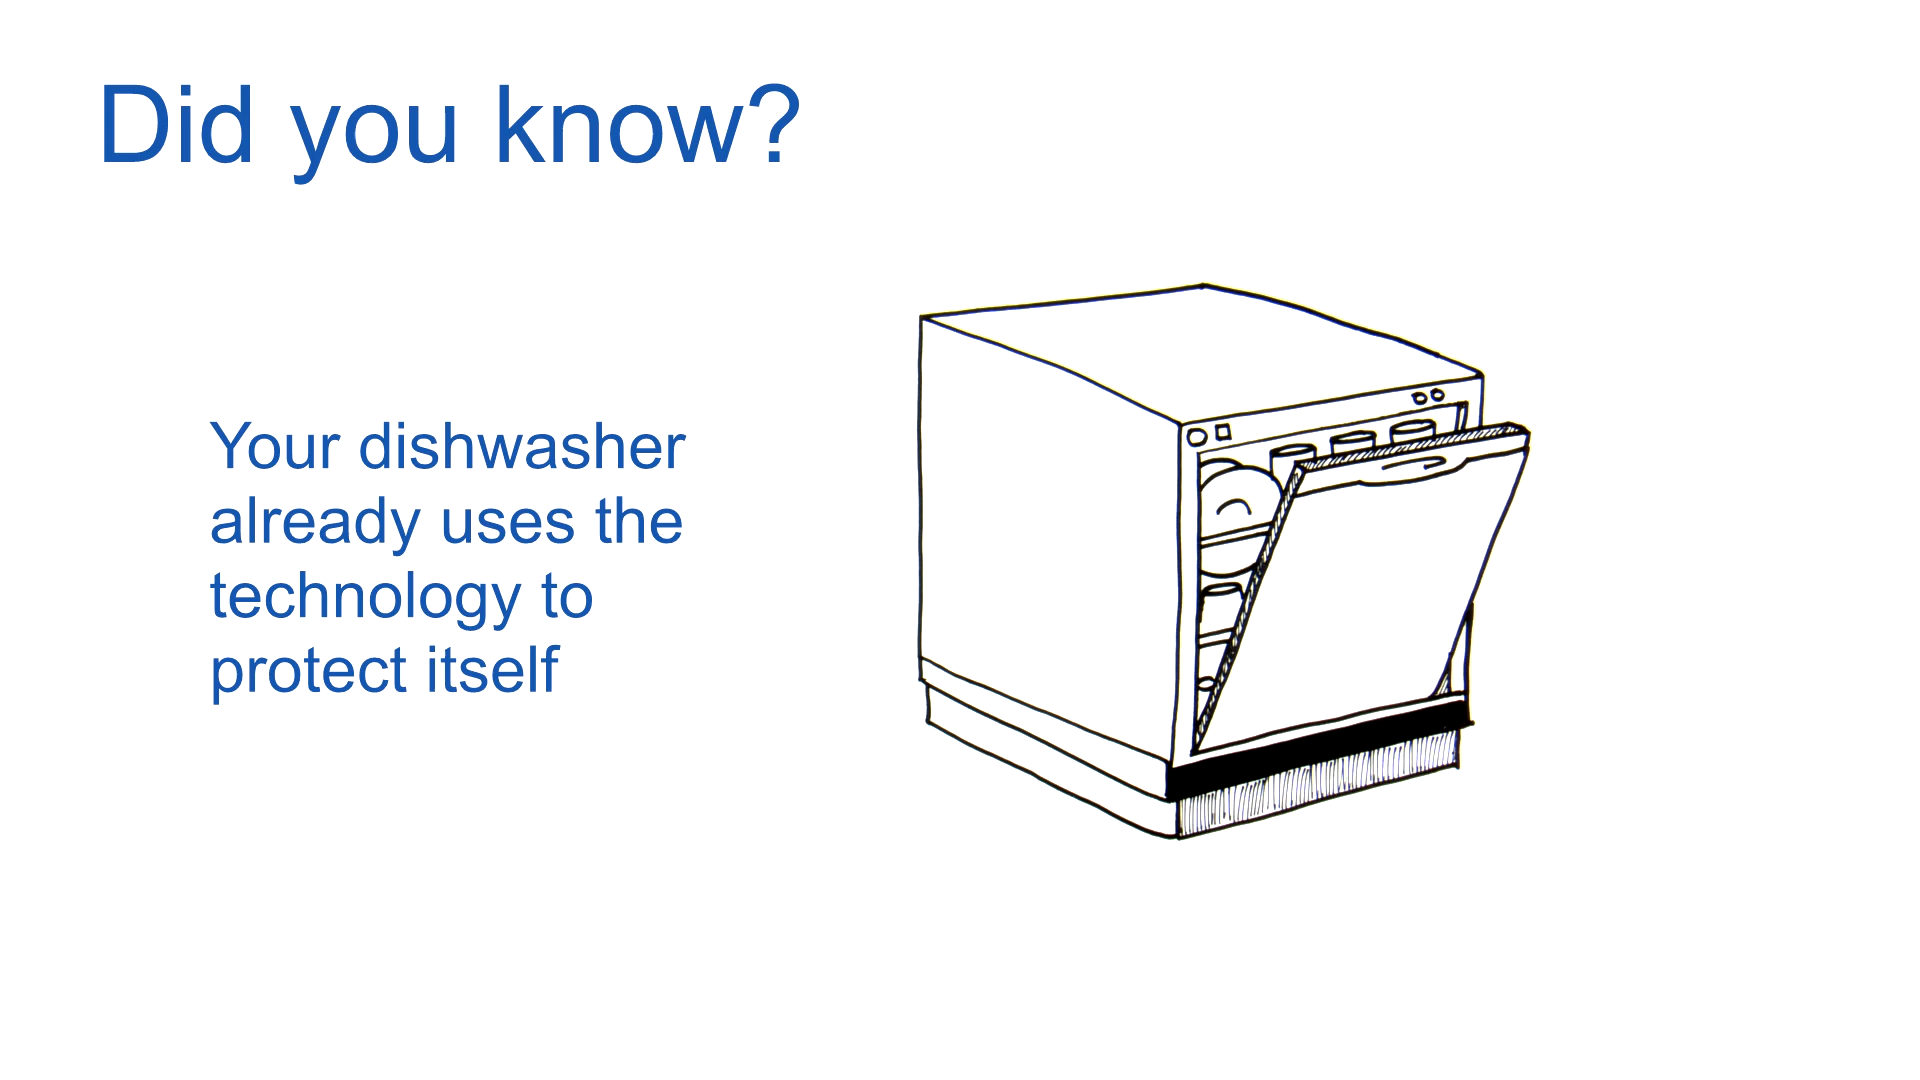 Did you know?
Your dishwasher
already uses the
technology to
protect itself